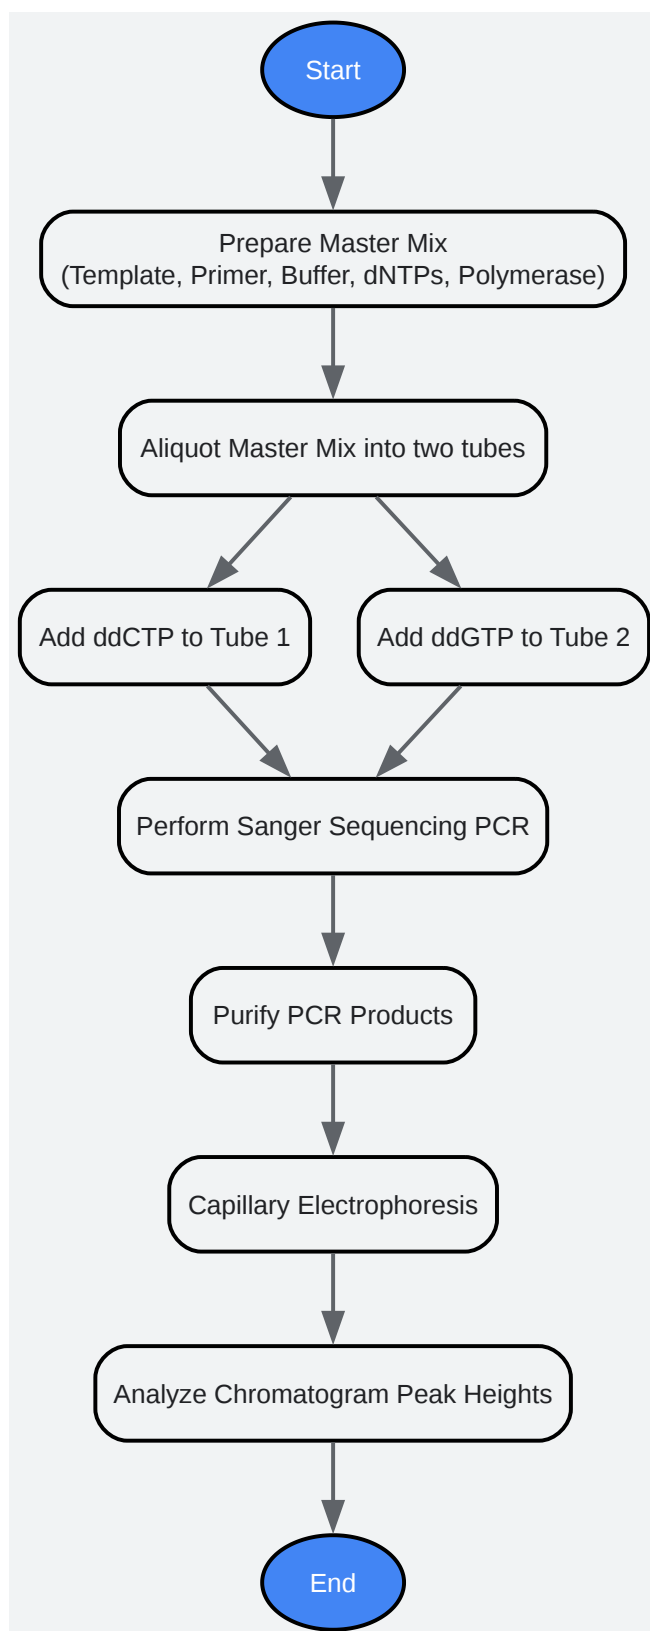 Start
Prepare Master Mix
(Template, Primer, Buffer, dNTPs, Polymerase)
Aliquot Master Mix into two tubes
Add ddCTP to Tube 1
Add ddGTP to Tube 2
Perform Sanger Sequencing PCR
Purify PCR Products
Capillary Electrophoresis
Analyze Chromatogram Peak Heights
End